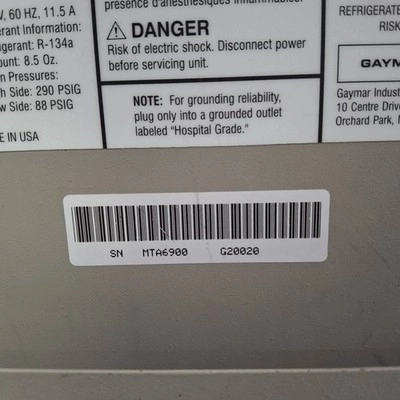 V, 60 HZ, 11.5 A
erant Information:
igerant: R-134a
ount: 8.5 Oz.
n Pressures:
h Side: 290 PSIG
w Side: 88 PSIG
E IN USA
présence d'anesthésiques inflammables.
DANGER
Risk of electric shock. Disconnect power
before servicing unit.
NOTE: For grounding reliability,
plug only into a grounded outlet
labeled "Hospital Grade."
REFRIGERATE
RISK
GAYM
Gaymar Indust
10 Centre Drive
Orchard Park, N
SN MTA6900 G20020